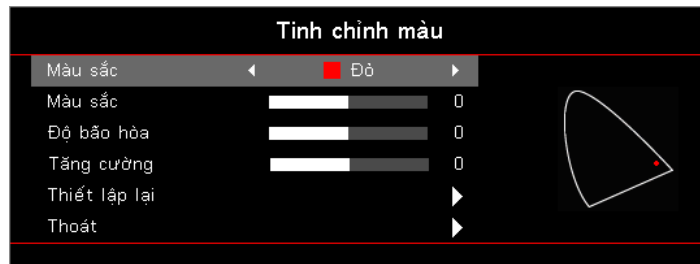 Tinh chỉnh màu
Màu sắc Đỏ
Màu sắc 0
Độ bão hòa 0
Tăng cường 0
Thiết lập lại
Thoát